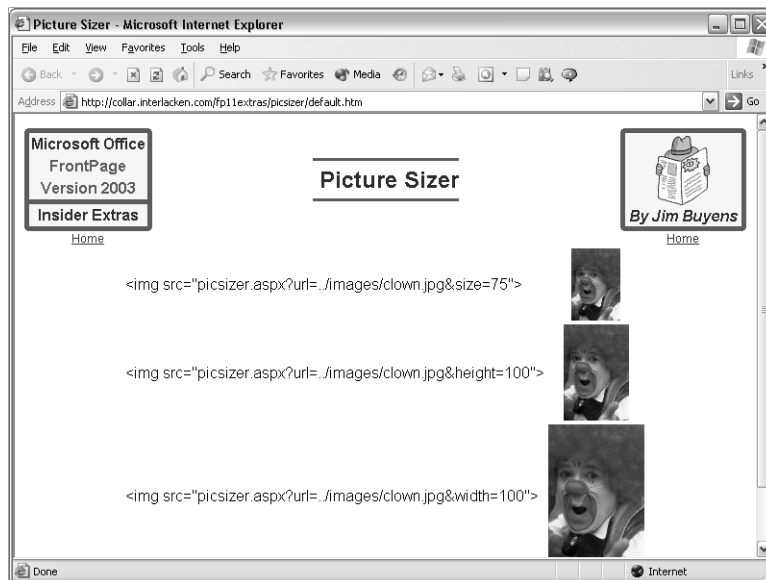 Picture Sizer - Microsoft Internet Explorer
File Edit View Favorites Tools Help
Back Search Favorites Media Links
Address http://collar.interlacken.com/fp11extras/picsizer/default.htm Go
Microsoft Office
FrontPage
Version 2003
Insider Extras
Home
Picture Sizer
By Jim Buyens
Home
<img src="picsizer.aspx?url=../images/clown.jpg&size=75">
<img src="picsizer.aspx?url=../images/clown.jpg&height=100">
<img src="picsizer.aspx?url=../images/clown.jpg&width=100">
Done Internet